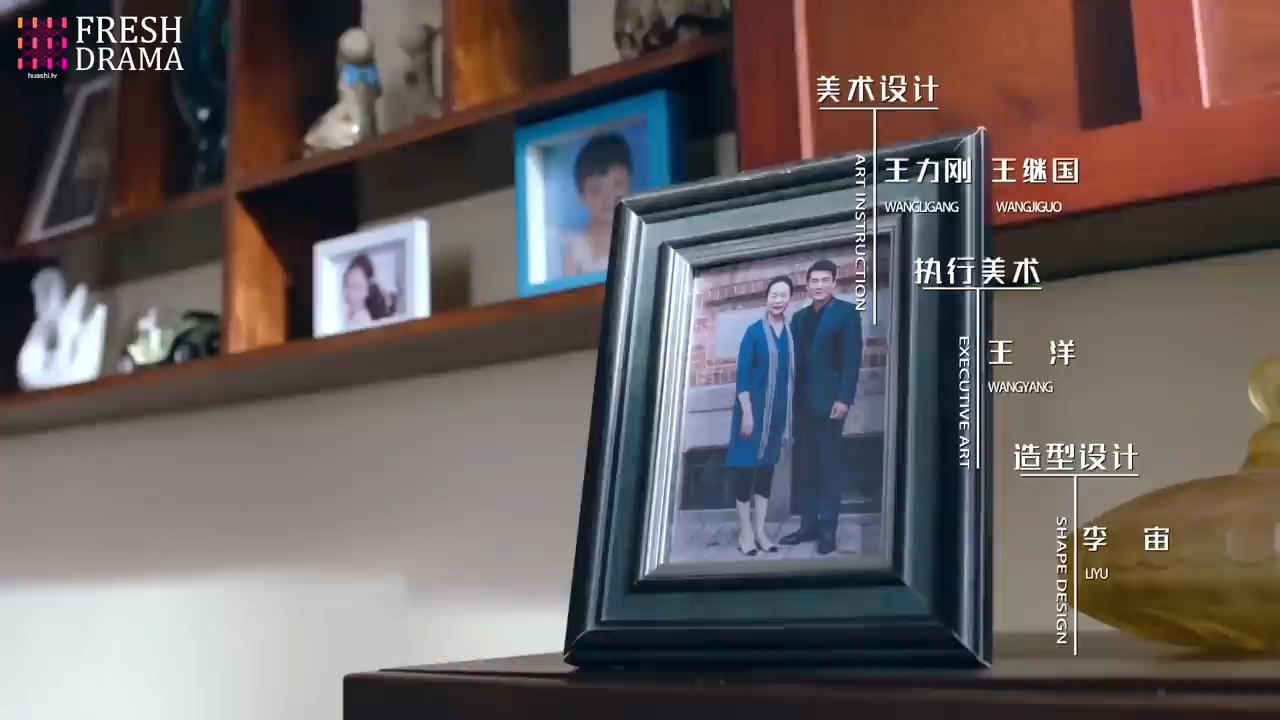 FRESH
DRAMA
huashi.tv
美术设计
ART INSTRUCTION
王力刚 王继国
WANGLIGANG WANGJIGUO
执行美术
EXECUTIVE ART
王 洋
WANGYANG
造型设计
SHAPE DESIGN
李 宙
LIYU